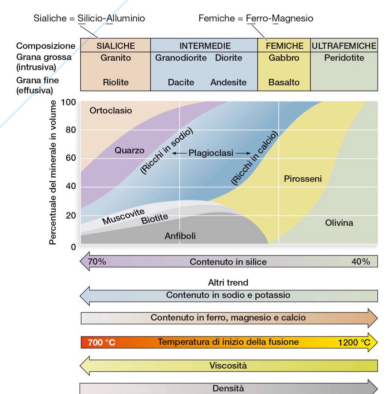 Sialiche = Silicio-Alluminio Femiche = Ferro-Magnesio
Composizione SIALICHE INTERMEDIE FEMICHE ULTRAFEMICHE
Grana grossa (intrusiva) Granito Granodiorite Diorite Gabbro Peridotite
Grana fine (effusiva) Riolite Dacite Andesite Basalto
Percentuale del minerale in volume
100
80
60
40
20
0
Ortoclasio
Quarzo
(Ricchi in sodio)
Plagioclasi
(Ricchi in calcio)
Pirosseni
Muscovite
Biotite
Anfiboli
Olivina
70% Contenuto in silice 40%
Altri trend
Contenuto in sodio e potassio
Contenuto in ferro, magnesio e calcio
700 °C Temperatura di inizio della fusione 1200 °C
Viscosità
Densità